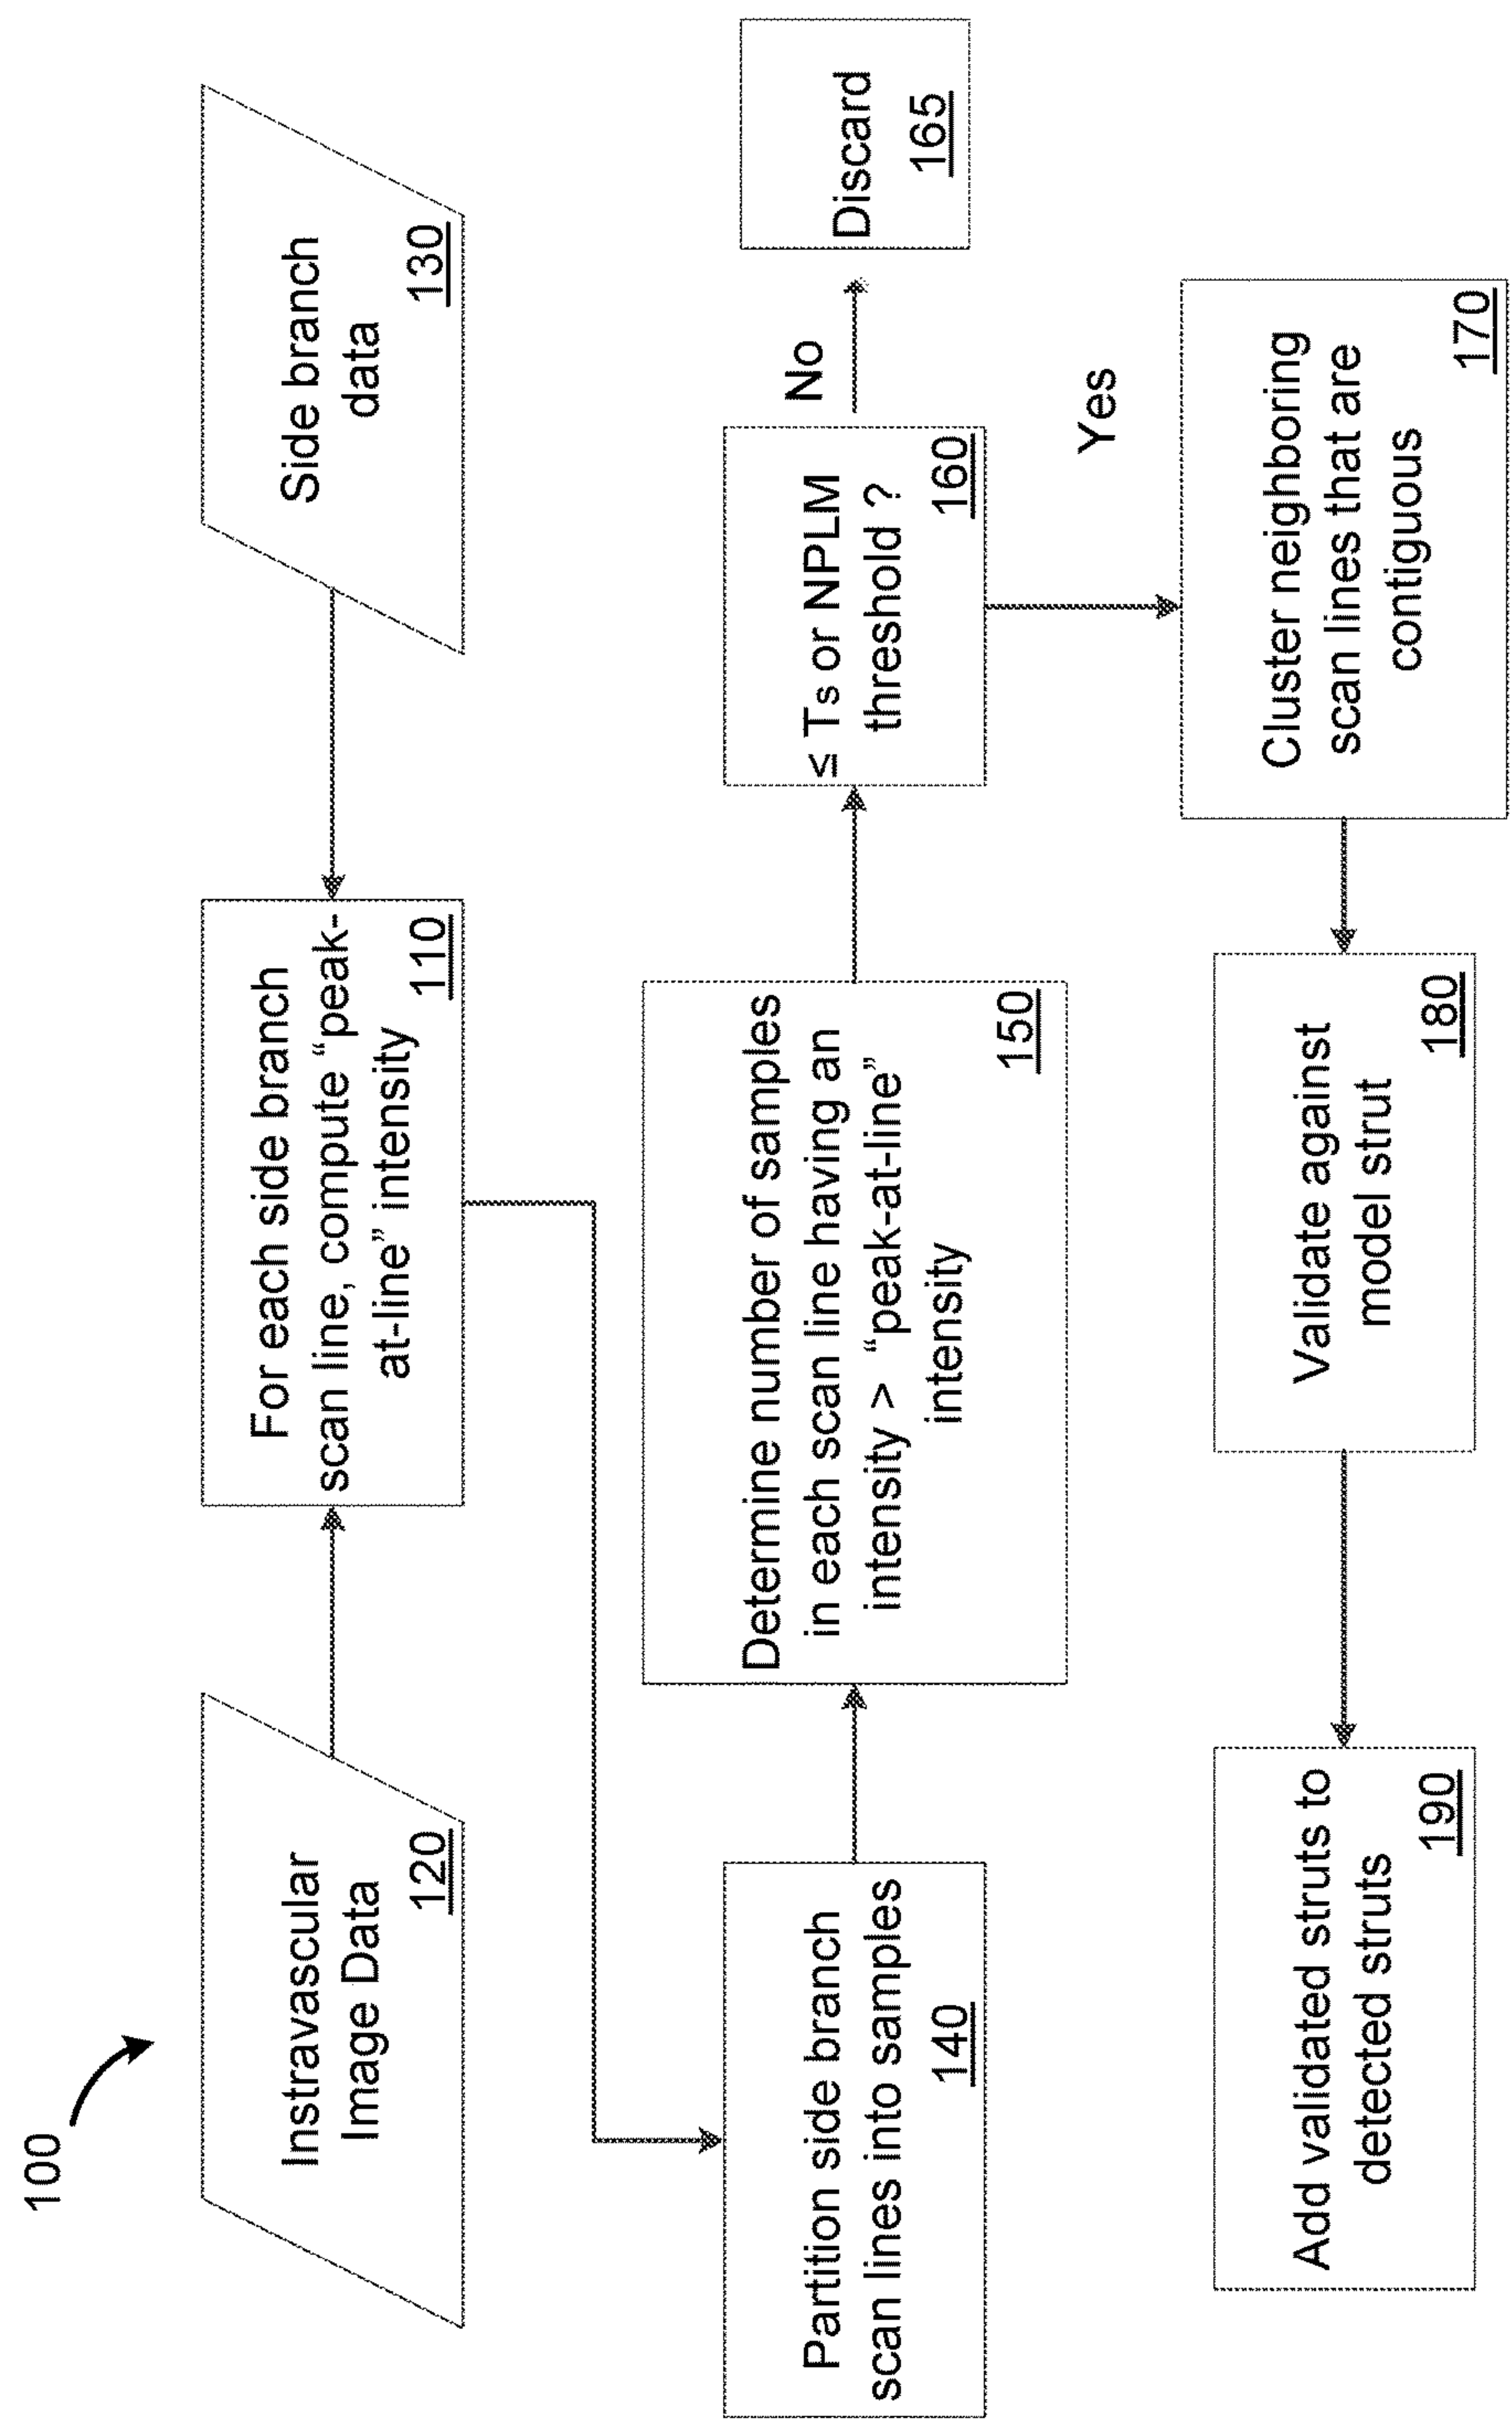 100
Instravascular
Image Data
120
For each side branch
scan line, compute “peak-
at-line” intensity
110
Side branch
data
130
Partition side branch
scan lines into samples
140
Determine number of samples
in each scan line having an
intensity > “peak-at-line”
intensity
150
≤ Ts or NPLM
threshold ?
160
No
Discard
165
Yes
Cluster neighboring
scan lines that are
contiguous
170
Validate against
model strut
180
Add validated struts to
detected struts
190